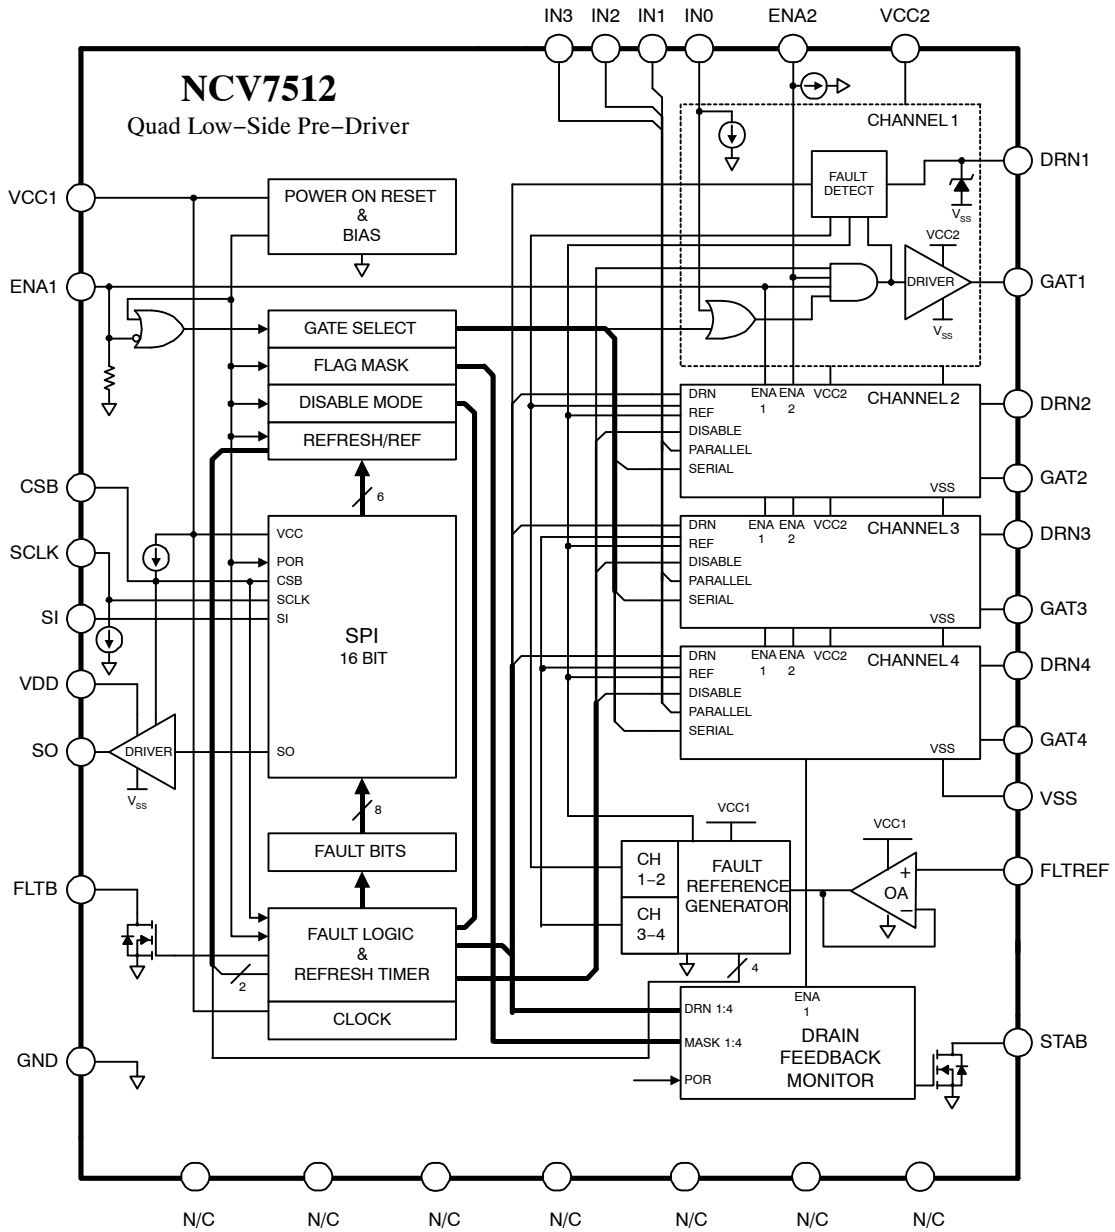 IN3 IN2 IN1 IN0 ENA2 VCC2
NCV7512
Quad Low−Side Pre−Driver
CHANNEL 1
DRN1
FAULT
DETECT
VSS
VCC2
DRIVER
VSS
GAT1
VCC1
POWER ON RESET
&
BIAS
ENA1
GATE SELECT
FLAG MASK
DISABLE MODE
REFRESH/REF
6
DRN
REF
DISABLE
PARALLEL
SERIAL
ENA
1
ENA
2
VCC2
CHANNEL 2
VSS
DRN2
GAT2
CSB
SCLK
SI
VDD
SO
VCC
POR
CSB
SCLK
SI
SPI
16 BIT
SO
DRIVER
VSS
8
DRN
REF
DISABLE
PARALLEL
SERIAL
ENA
1
ENA
2
VCC2
CHANNEL 3
VSS
DRN3
GAT3
DRN
REF
DISABLE
PARALLEL
SERIAL
ENA
1
ENA
2
VCC2
CHANNEL 4
VSS
DRN4
GAT4
VSS
FAULT BITS
FLTB
FAULT LOGIC
&
REFRESH TIMER
2
CLOCK
GND
VCC1
CH
1−2
CH
3−4
FAULT
REFERENCE
GENERATOR
4
VCC1
+
OA
−
FLTREF
DRN 1:4
MASK 1:4
POR
ENA
1
DRAIN
FEEDBACK
MONITOR
STAB
N/C N/C N/C N/C N/C N/C N/C